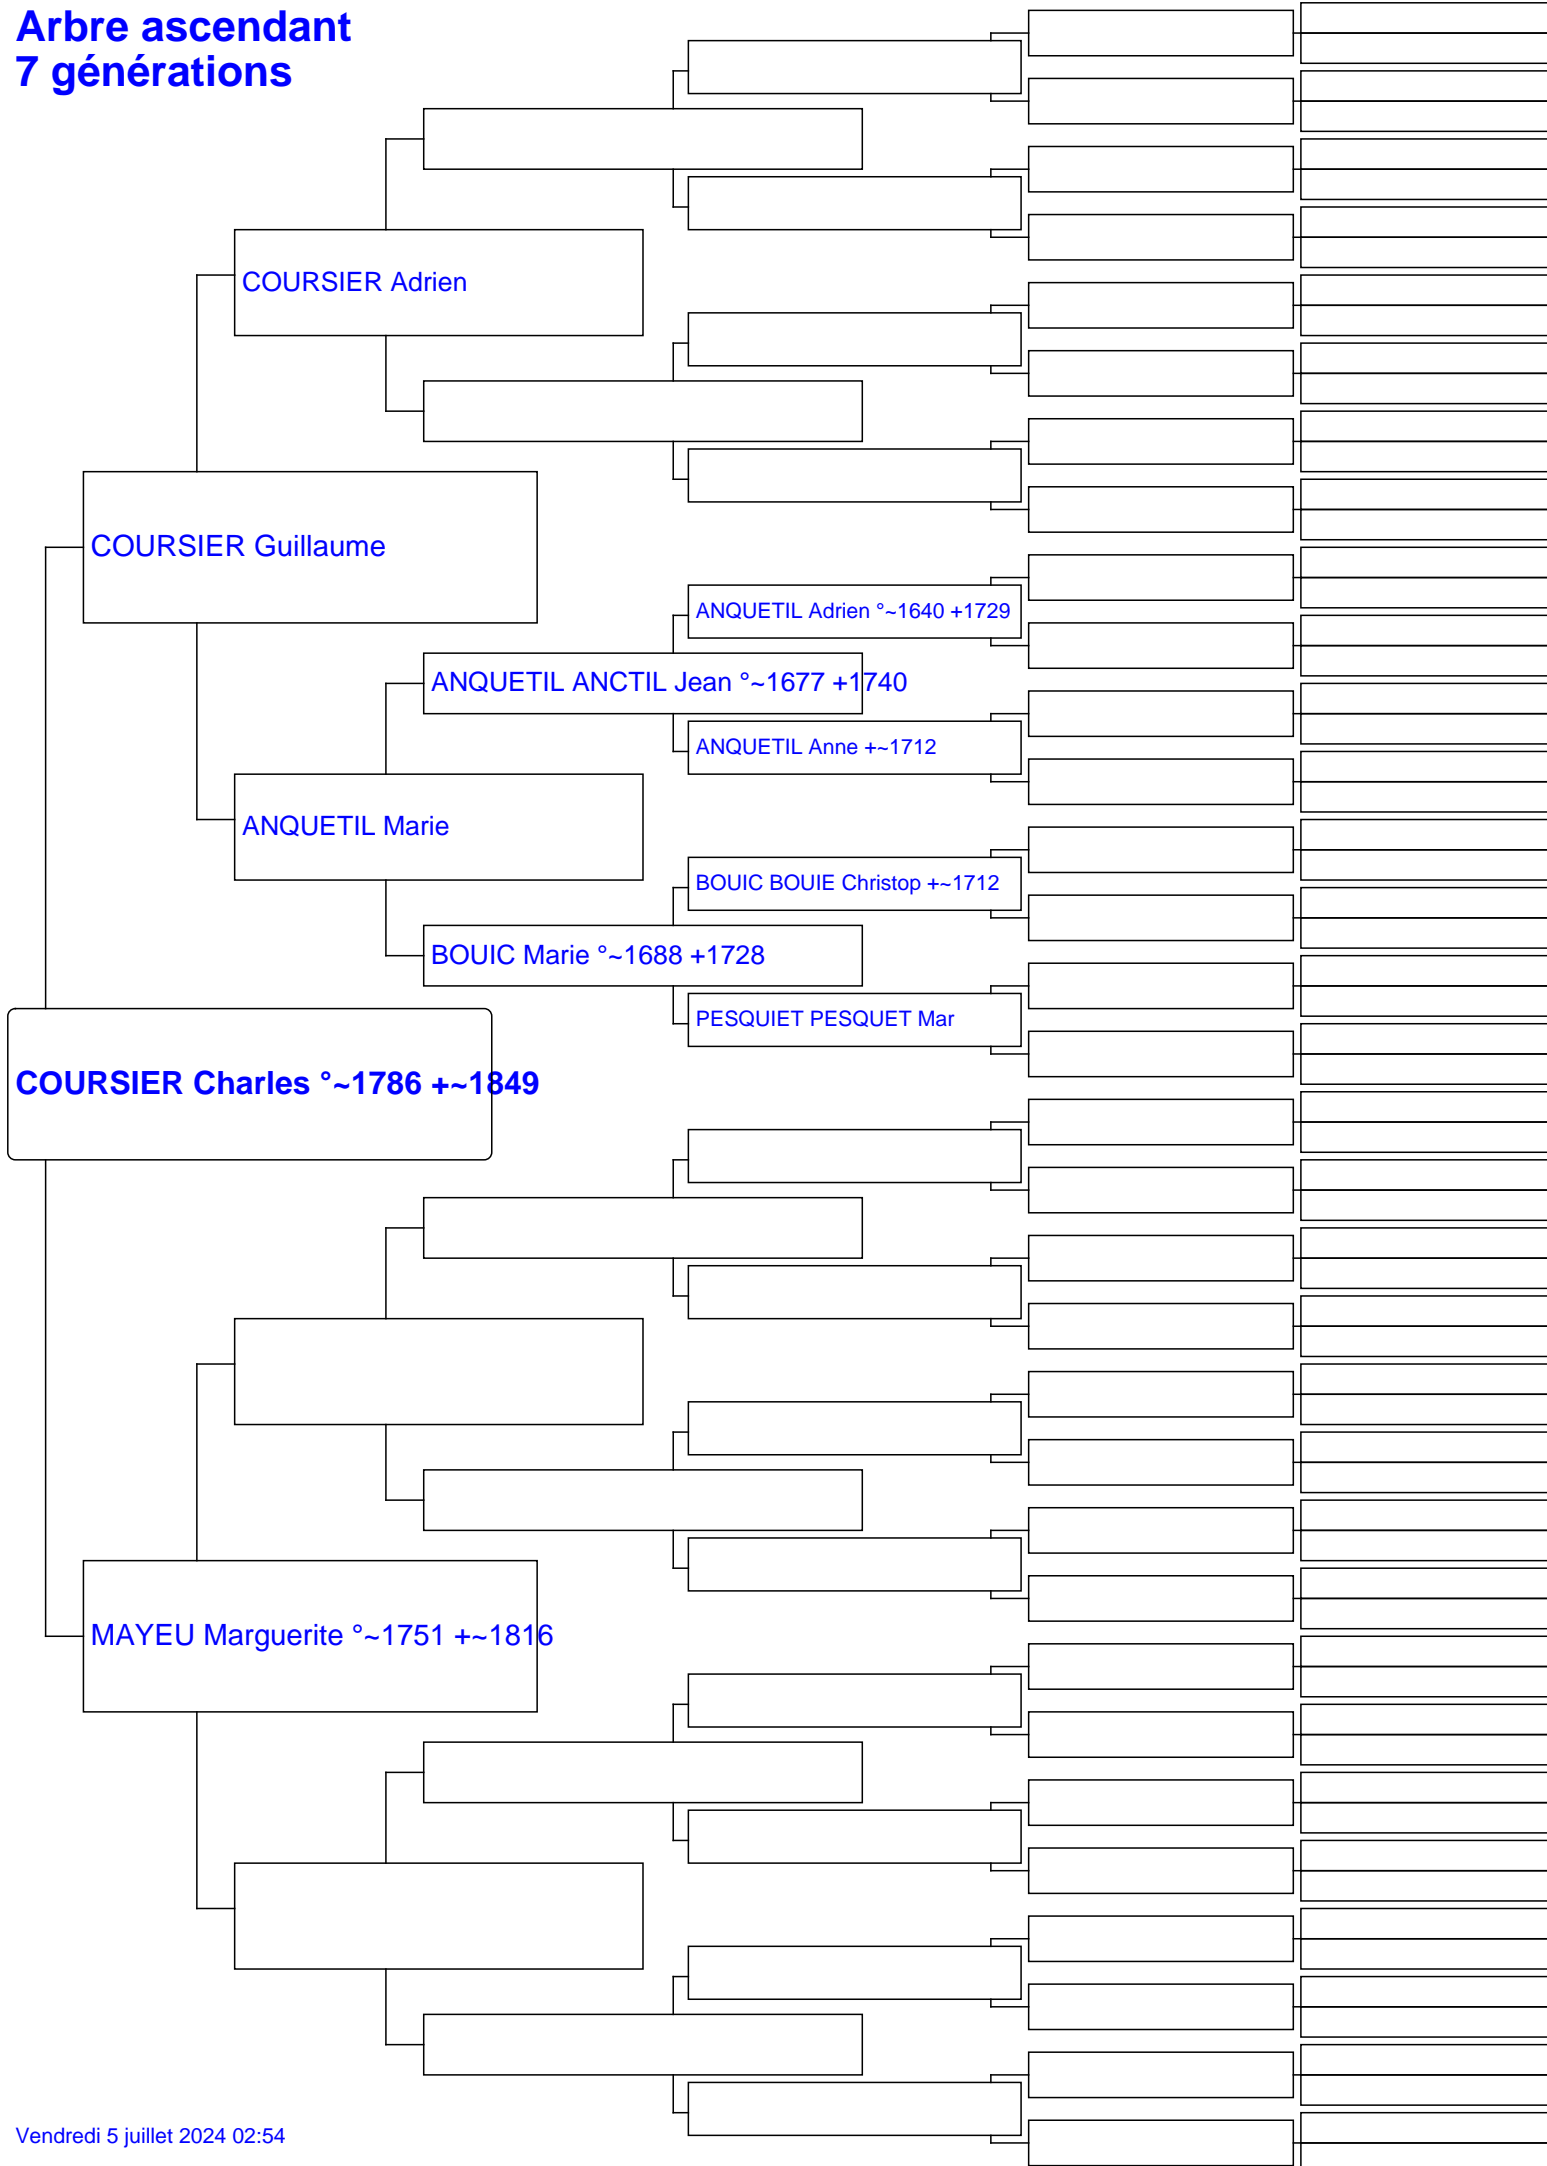 Arbre ascendant
7 générations
COURSIER Adrien
COURSIER Guillaume
ANQUETIL Adrien °~1640 +1729
ANQUETIL ANCTIL Jean °~1677 +1740
ANQUETIL Anne +~1712
ANQUETIL Marie
BOUIC BOUIE Christop +~1712
BOUIC Marie °~1688 +1728
PESQUIET PESQUET Mar
COURSIER Charles °~1786 +~1849
MAYEU Marguerite °~1751 +~1816
Vendredi 5 juillet 2024 02:54